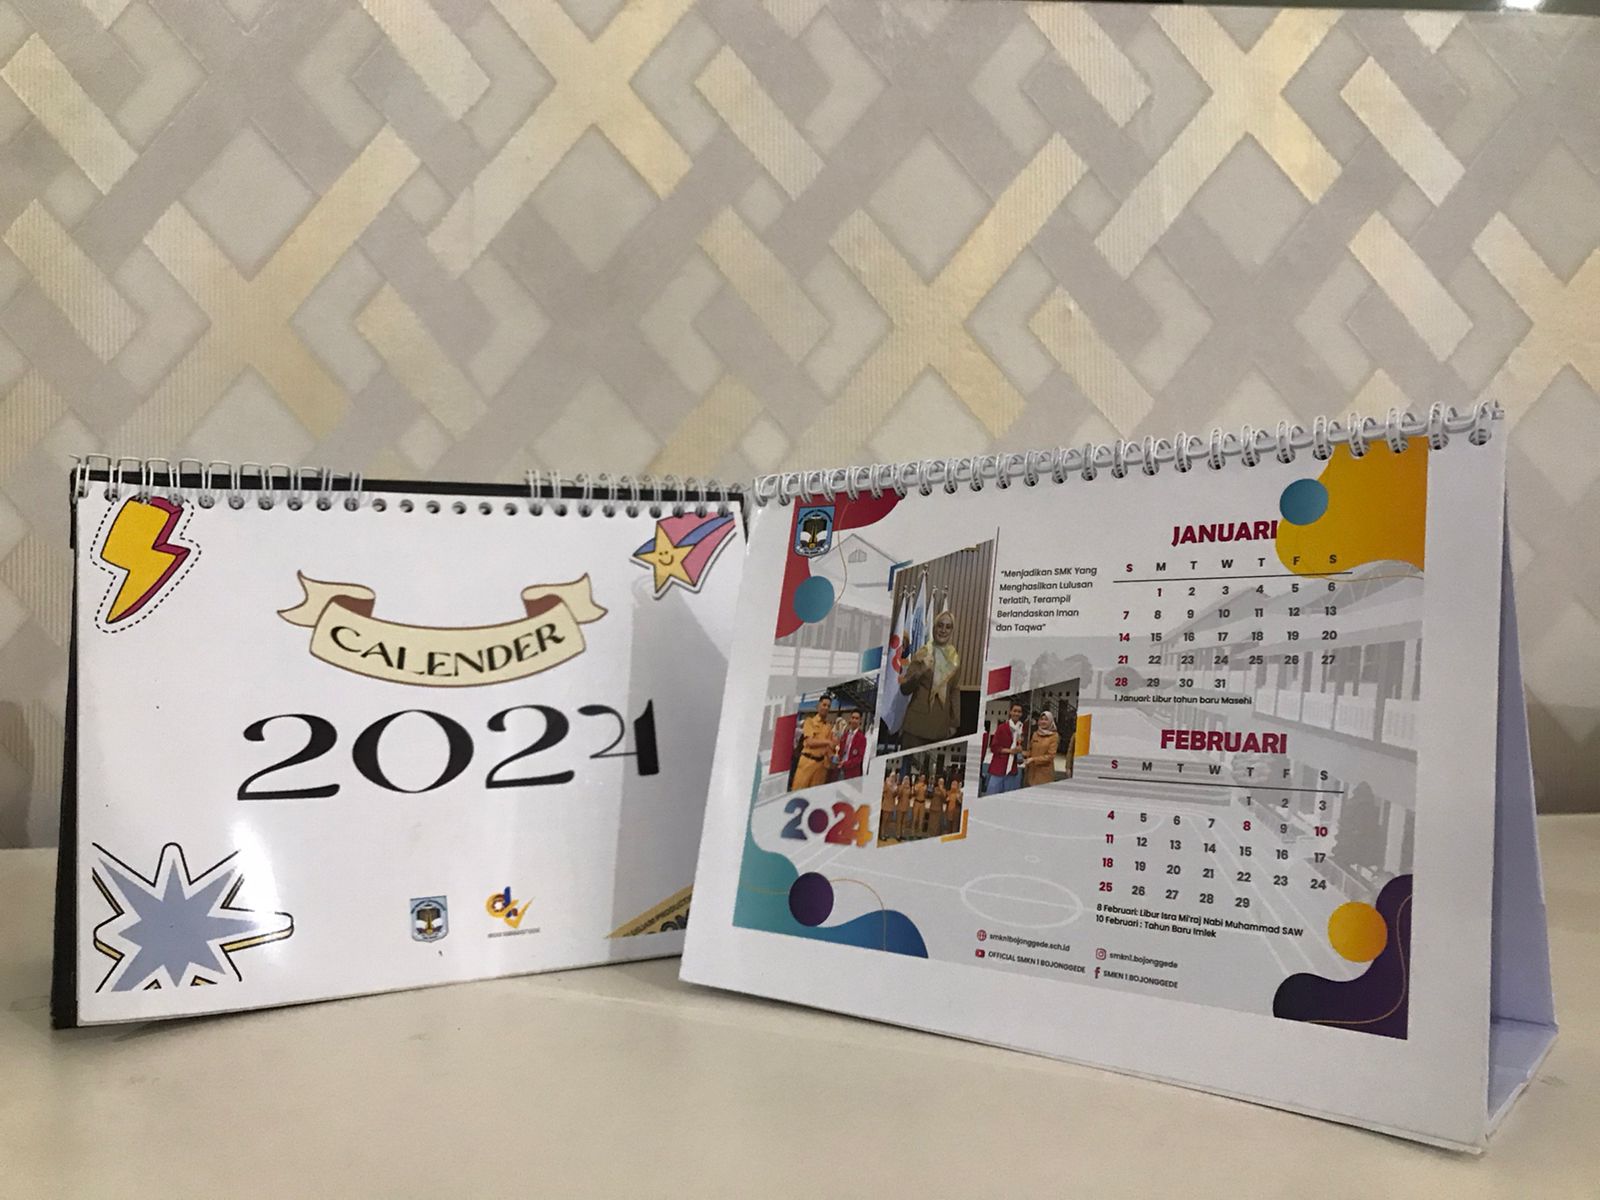 CALENDER
2024
"Menjadikan SMK Yang
Menghasilkan Lulusan
Terlatih, Terampil
Berlandaskan Iman
dan Taqwa"
2024
JANUARI
S M T W T F S
1 2 3 4 5 6
7 8 9 10 11 12 13
14 15 16 17 18 19 20
21 22 23 24 25 26 27
28 29 30 31
1 Januari: Libur tahun baru Masehi
FEBRUARI
S M T W T F S
1 2 3
4 5 6 7 8 9 10
11 12 13 14 15 16 17
18 19 20 21 22 23 24
25 26 27 28 29
8 Februari: Libur Isra Mi'raj Nabi Muhammad SAW
10 Februari : Tahun Baru Imlek
smkn1bojonggede.sch.id
smkn1.bojonggede
OFFICIAL SMKN 1 BOJONGGEDE
SMKN 1 BOJONGGEDE